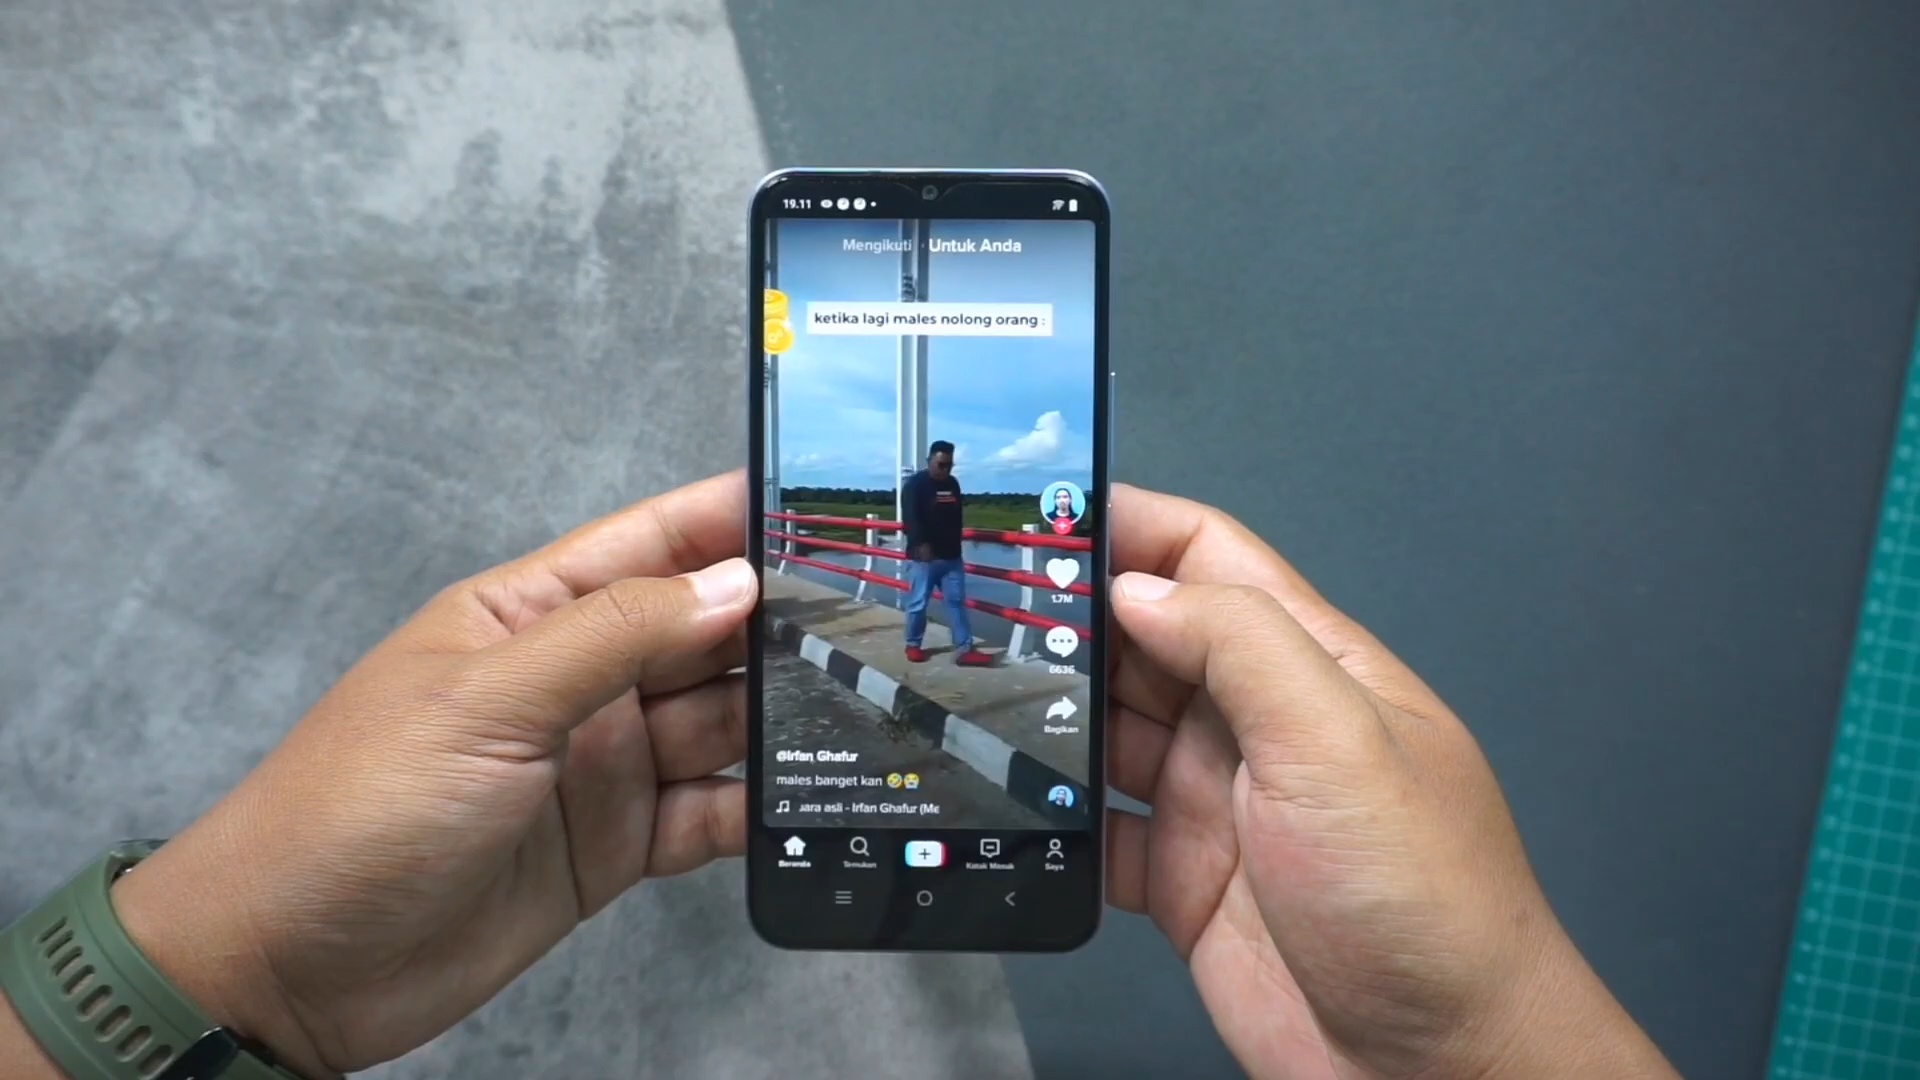 19.11
Mengikuti Untuk Anda
ketika lagi males nolong orang :
1.7M
6636
Bagikan
@Irfan Ghafur
males banget kan 🤣😭
uara asli - Irfan Ghafur (Me
Beranda
Temukan
Kotak Masuk
Saya